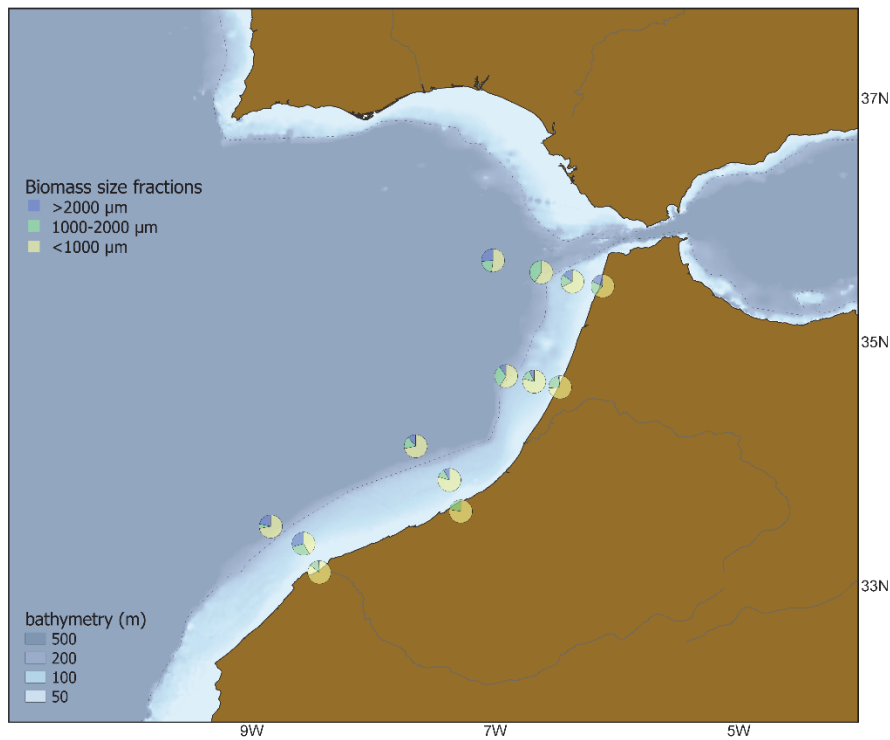 37N
Biomass size fractions
>2000 µm
1000-2000 µm
<1000 µm
35N
33N
bathymetry (m)
500
200
100
50
9W
7W
5W